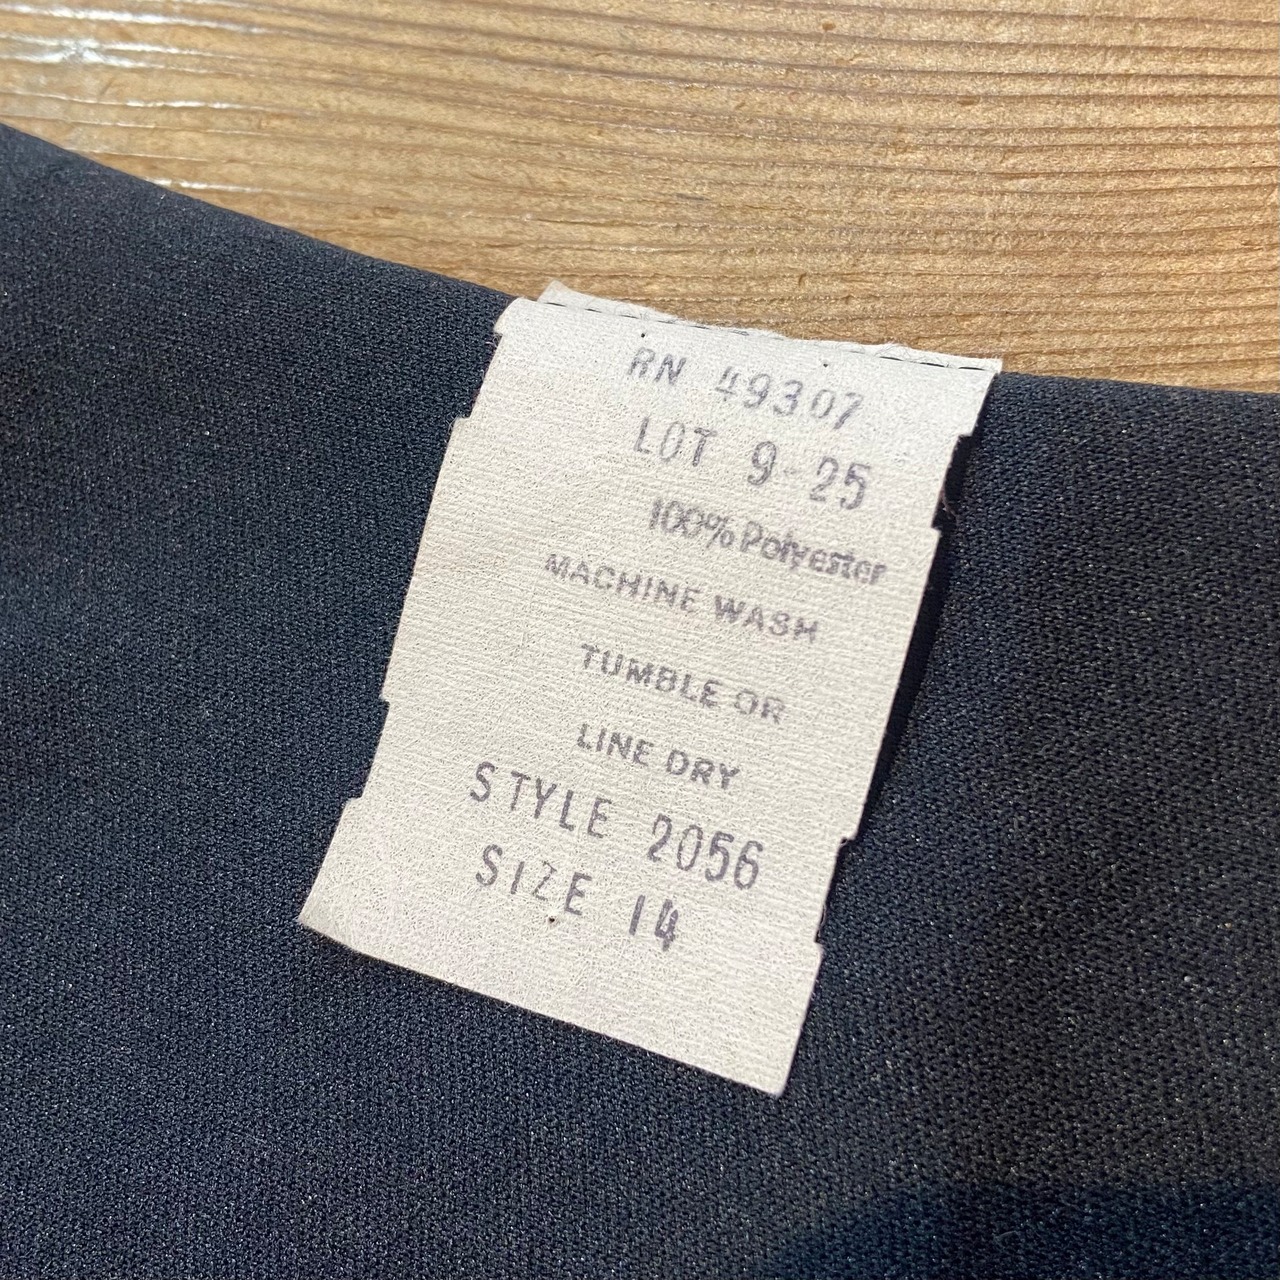 RN 49307
LOT 9-25
100% Polyester
MACHINE WASH
TUMBLE OR
LINE DRY
STYLE 2056
SIZE 14